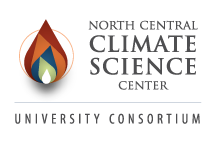 NORTH CENTRAL
CLIMATE
SCIENCE
CENTER
UNIVERSITY CONSORTIUM